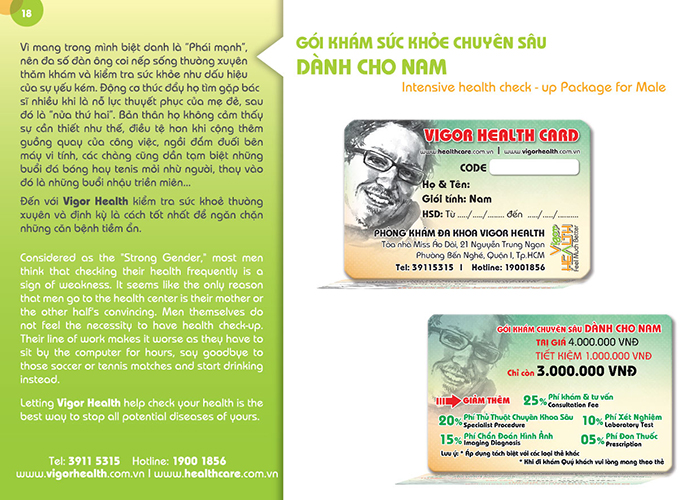 18
Vì mang trong mình biệt danh là "Phái mạnh",
nên đa số đàn ông coi nếp sống thường xuyên
thăm khám và kiểm tra sức khỏe như dấu hiệu
của sự yếu kém. Động cơ thúc đẩy họ tìm gặp bác
sĩ nhiều khi là nỗ lực thuyết phục của mẹ đẻ, sau
đó là "nửa thứ hai". Bản thân họ không cảm thấy
sự cần thiết như thế, điều tệ hơn khi cộng thêm
guồng quay của công việc, ngồi đắm đuối bên
máy vi tính, các chàng cũng dần tạm biệt những
buổi đá bóng hay tenis mỏi nhừ người, thay vào
đó là những buổi nhậu triền miên...
Đến với Vigor Health kiểm tra sức khoẻ thường
xuyên và định kỳ là cách tốt nhất để ngăn chặn
những căn bệnh tiềm ẩn.
Considered as the "Strong Gender," most men
think that checking their health frequently is a
sign of weakness. It seems like the only reason
that men go to the health center is their mother or
the other half's convincing. Men themselves do
not feel the necessity to have health check-up.
Their line of work makes it worse as they have to
sit by the computer for hours, say goodbye to
those soccer or tennis matches and start drinking
instead.
Letting Vigor Health help check your health is the
best way to stop all potential diseases of yours.
Tel: 3911 5315 Hotline: 1900 1856
www.vigorhealth.com.vn | www.healthcare.com.vn
GÓI KHÁM SỨC KHỎE CHUYÊN SÂU
DÀNH CHO NAM
Intensive health check - up Package for Male
VIGOR HEALTH CARD
www.healthcare.com.vn | www.vigorhealth.com.vn
CODE
Họ & Tên:
Giới tính: Nam
HSD: Từ ...../...../.......... đến ...../...../..........
PHÒNG KHÁM ĐA KHOA VIGOR HEALTH
Tòa nhà Miss Áo Dài, 21 Nguyễn Trung Ngạn
Phường Bến Nghé, Quận 1, Tp.HCM
Tel: 39115315 | Hotline: 19001856
Vigor
HEALTH
Feel Much Better
GÓI KHÁM CHUYÊN SÂU DÀNH CHO NAM
TRỊ GIÁ 4.000.000 VNĐ
TIẾT KIỆM 1.000.000 VNĐ
Chỉ còn 3.000.000 VNĐ
GIẢM THÊM
25% Phí khám & tư vấn
Consultation Fee
20% Phí Thủ Thuật Chuyên Khoa Sâu
Specialist Procedure
10% Phí Xét Nghiệm
Laboratory Test
15% Phí Chẩn Đoán Hình Ảnh
Imaging Diagnosis
05% Phí Đơn Thuốc
Prescription
Lưu ý: * Áp dụng tách biệt với các loại thẻ khác
* Khi đi khám Quý khách vui lòng mang theo thẻ